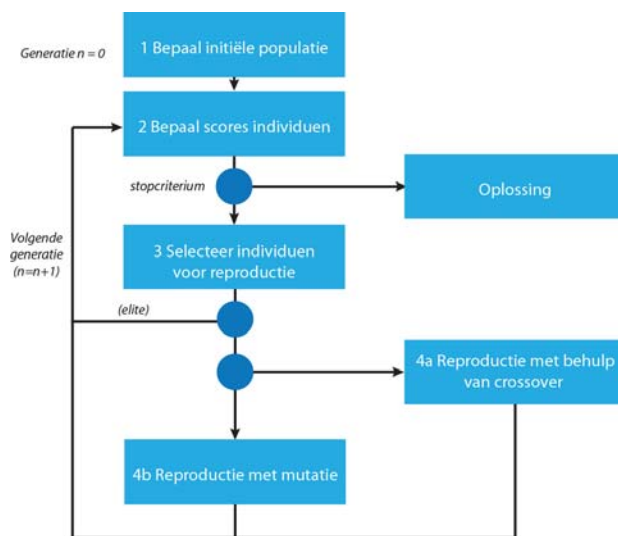 Generatie n = 0
1 Bepaal initiële populatie
2 Bepaal scores individuen
stopcriterium
Oplossing
Volgende
generatie
(n=n+1)
3 Selecteer individuen
voor reproductie
(elite)
4a Reproductie met behulp
van crossover
4b Reproductie met mutatie